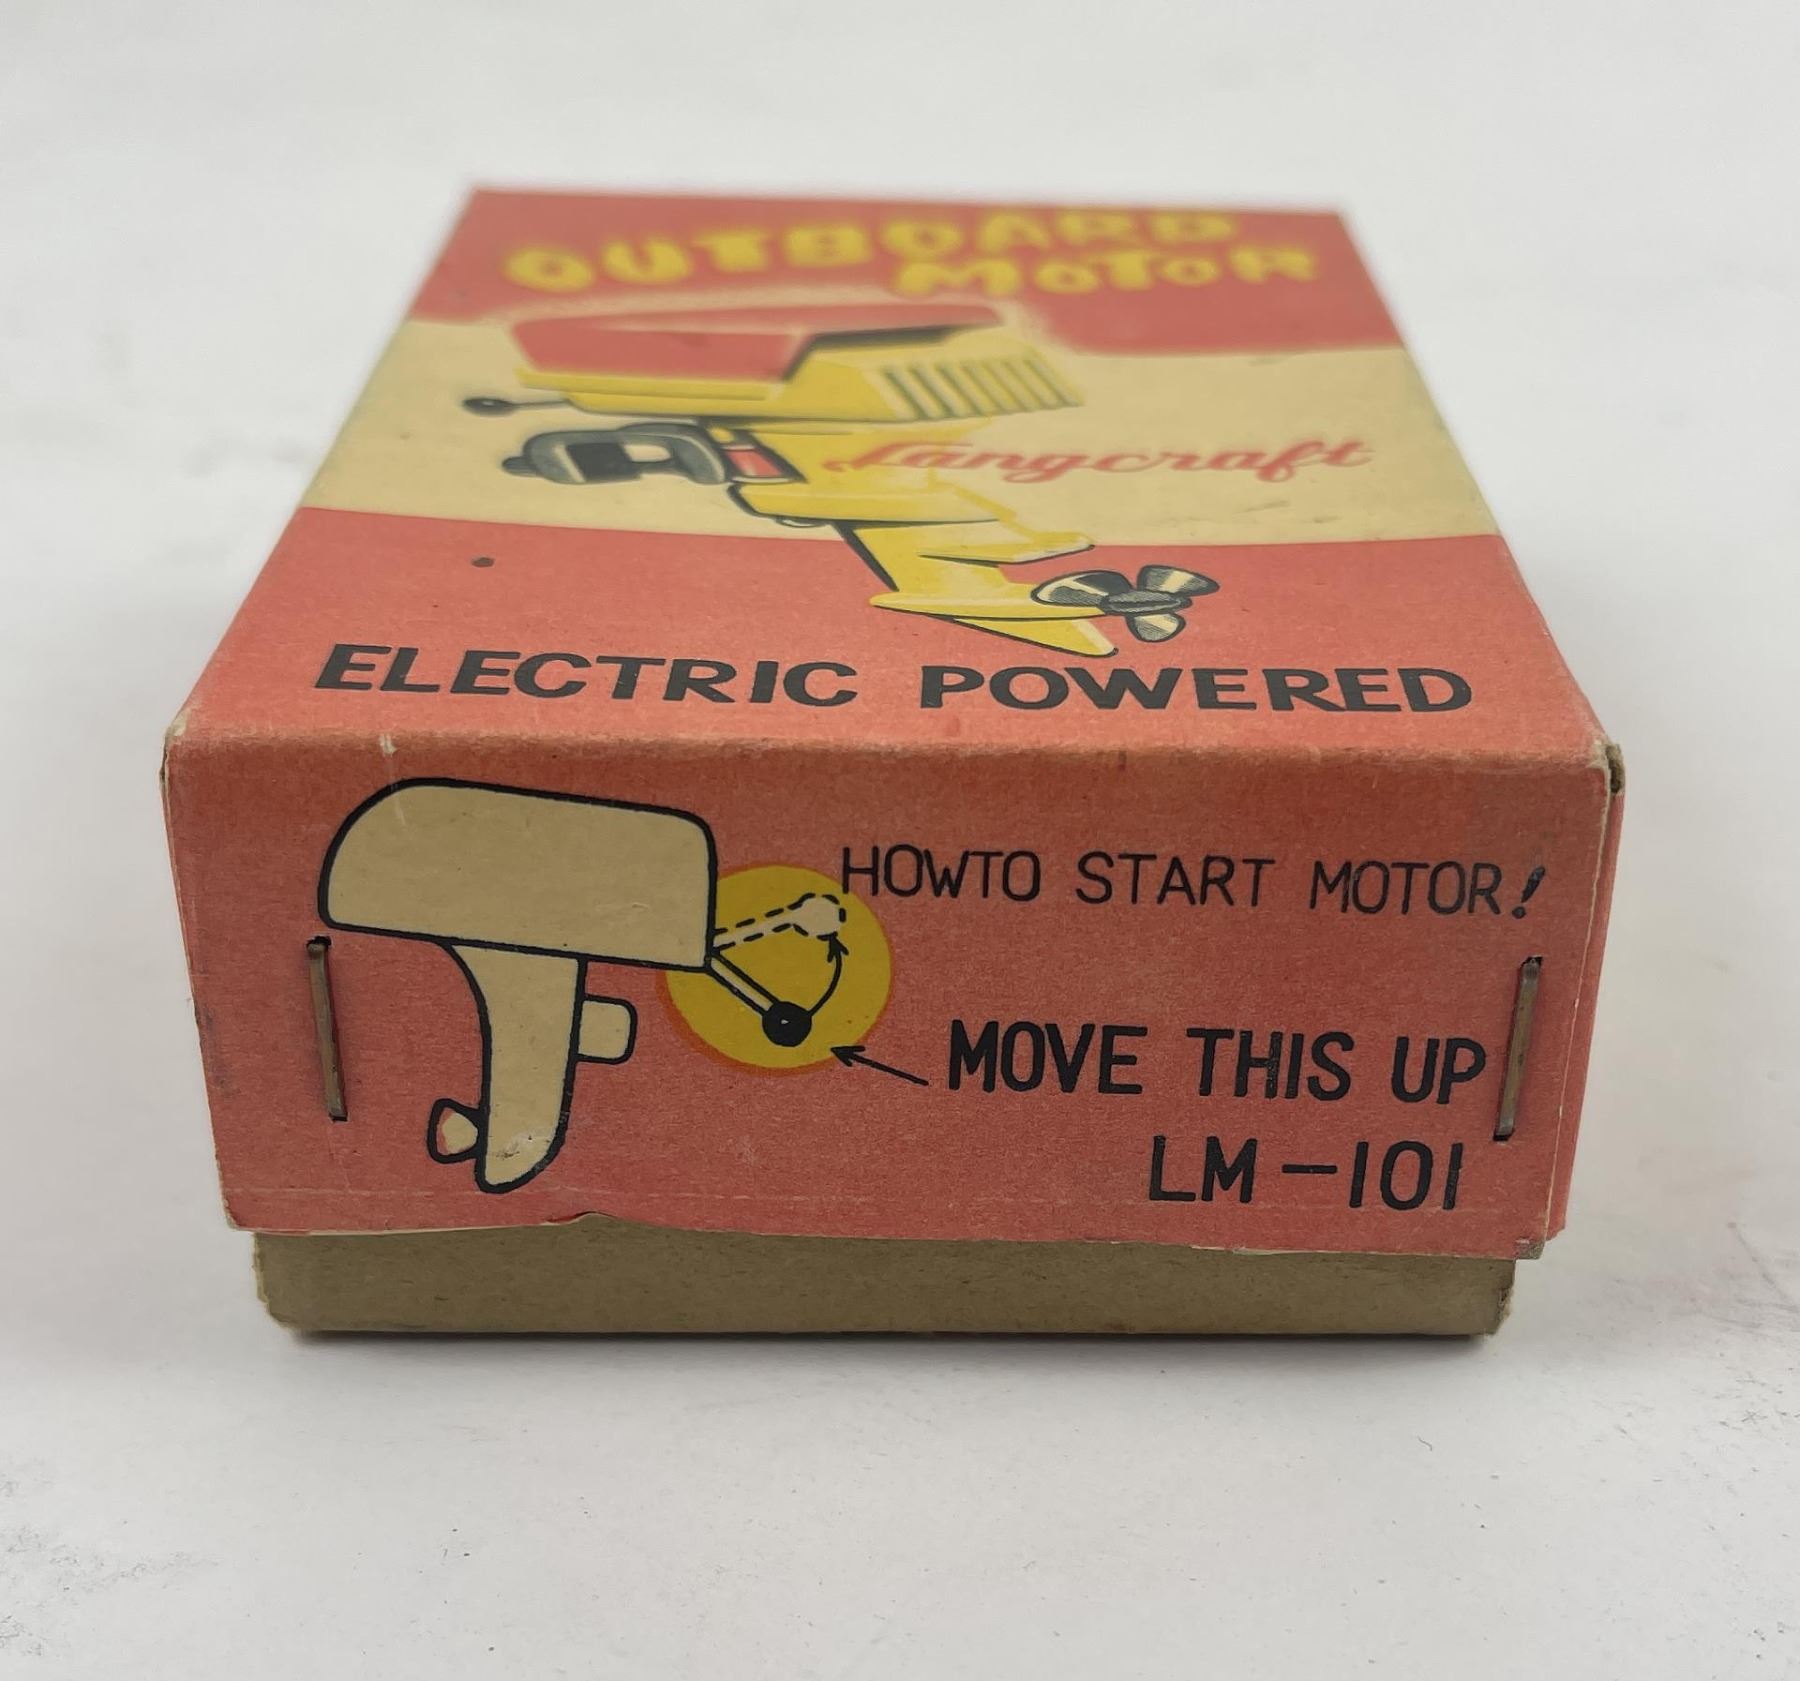 OUTBOARD
MOTOR
Langcraft
ELECTRIC POWERED
HOWTO START MOTOR!
MOVE THIS UP
LM-101